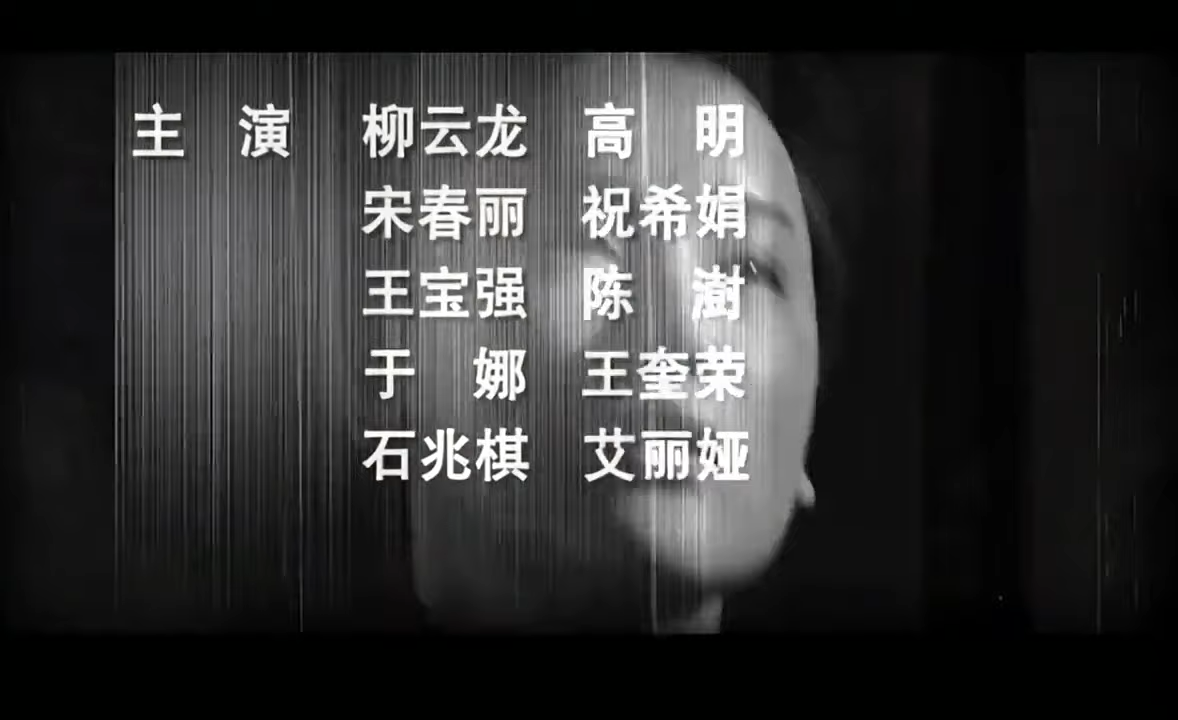 主 演 柳云龙 高 明
宋春丽 祝希娟
王宝强 陈 澍
于 娜 王奎荣
石兆棋 艾丽娅